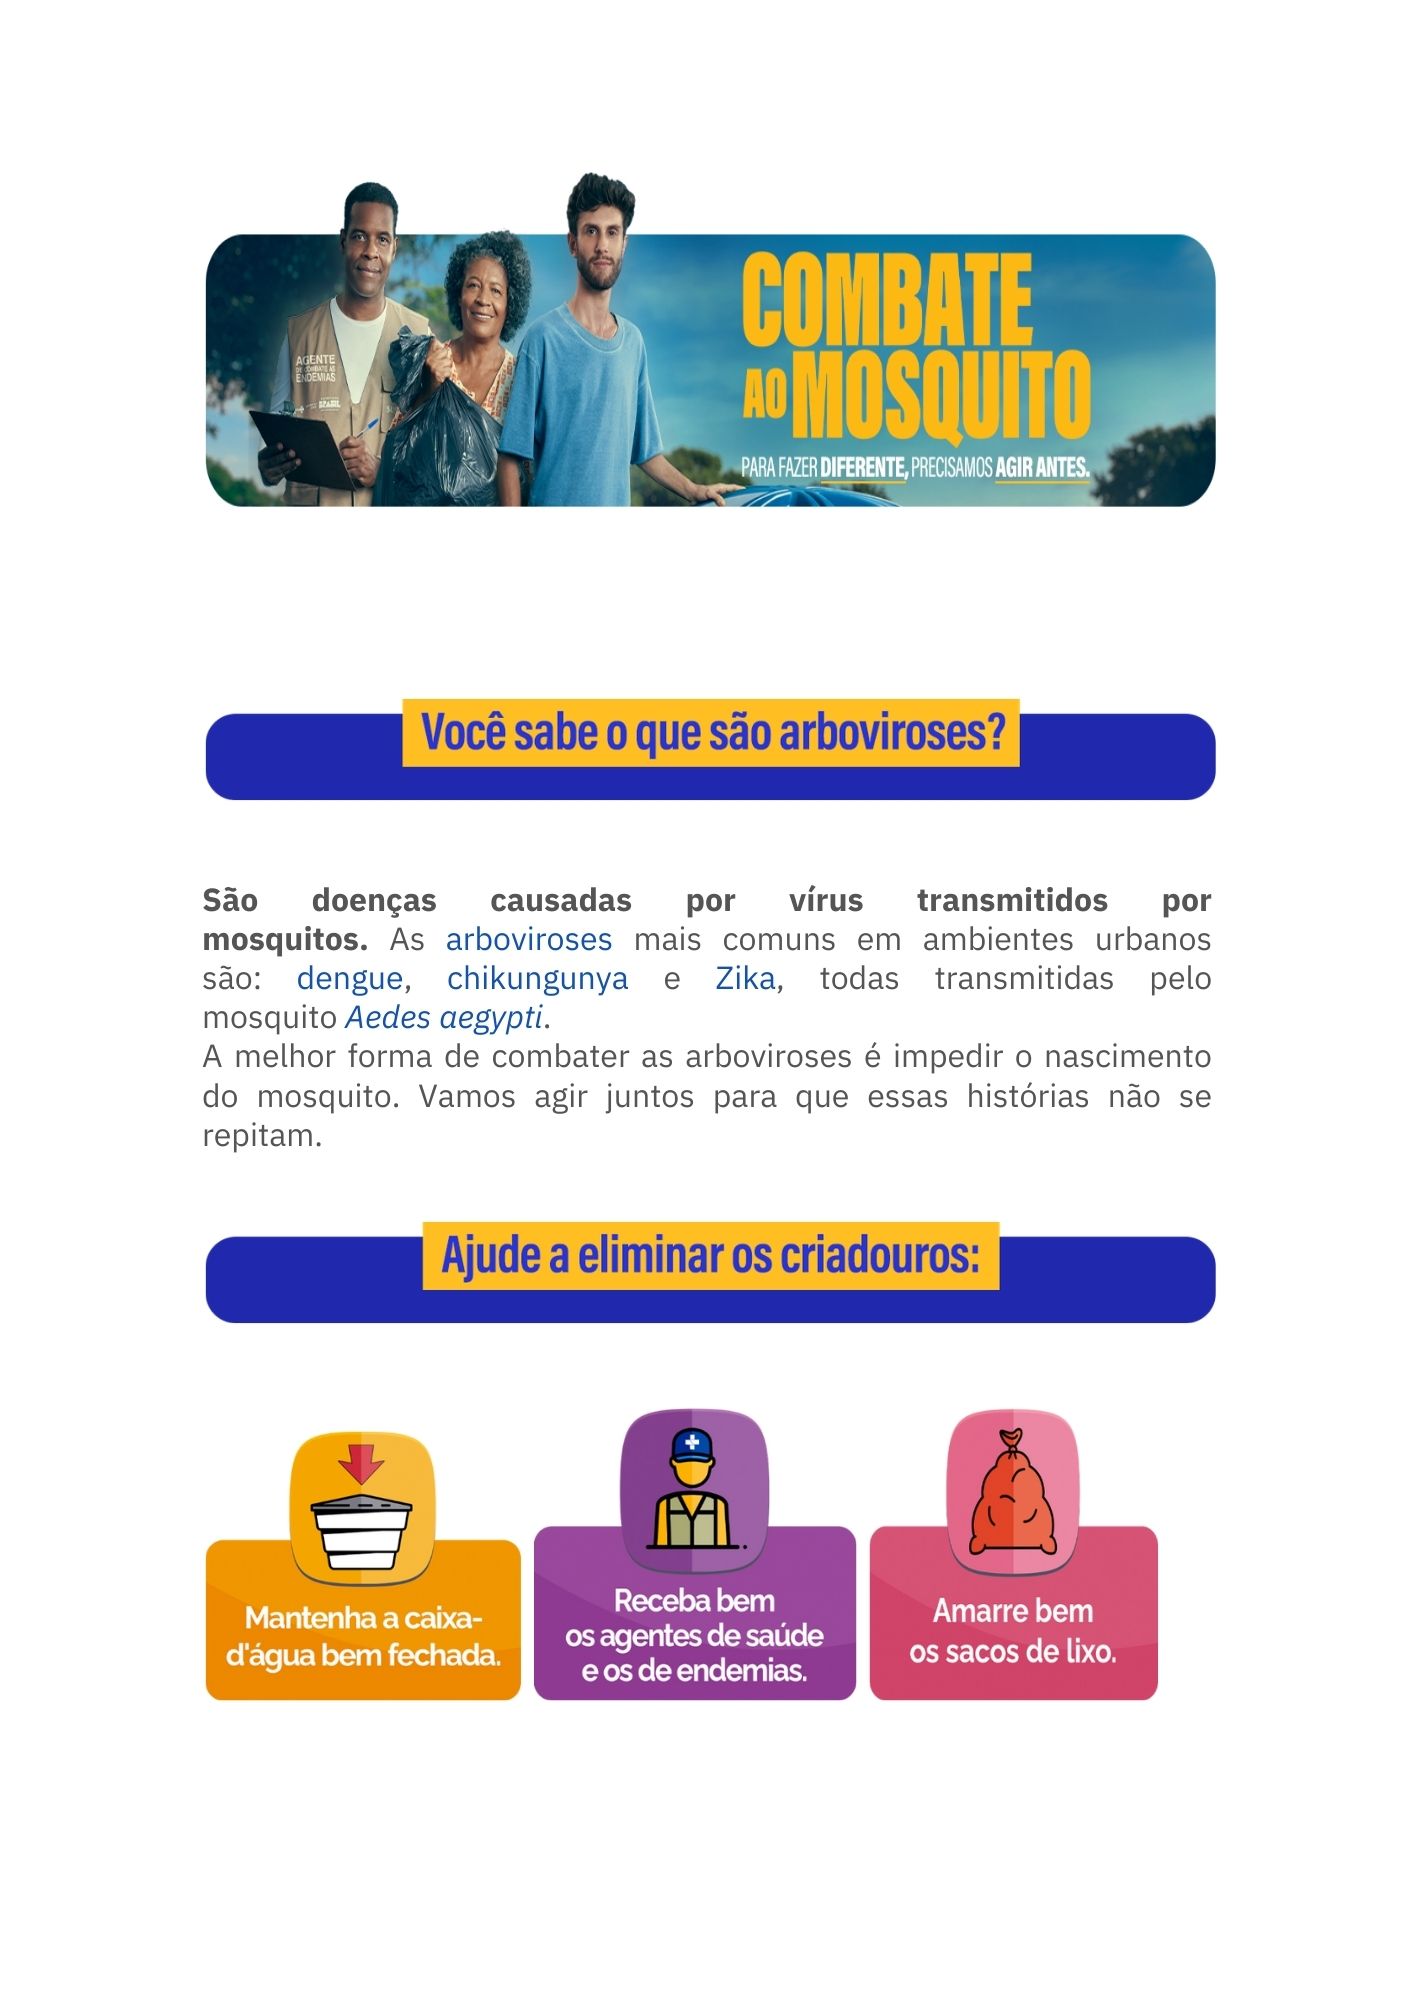 AGENTE
DE COMBATE ÀS
ENDEMIAS
BRASIL
COMBATE
AO MOSQUITO
PARA FAZER DIFERENTE, PRECISAMOS AGIR ANTES.
Você sabe o que são arboviroses?
São doenças causadas por vírus transmitidos por
mosquitos. As arboviroses mais comuns em ambientes urbanos
são: dengue, chikungunya e Zika, todas transmitidas pelo
mosquito Aedes aegypti.
A melhor forma de combater as arboviroses é impedir o nascimento
do mosquito. Vamos agir juntos para que essas histórias não se
repitam.
Ajude a eliminar os criadouros:
Mantenha a caixa-
d'água bem fechada.
Receba bem
os agentes de saúde
e os de endemias.
Amarre bem
os sacos de lixo.